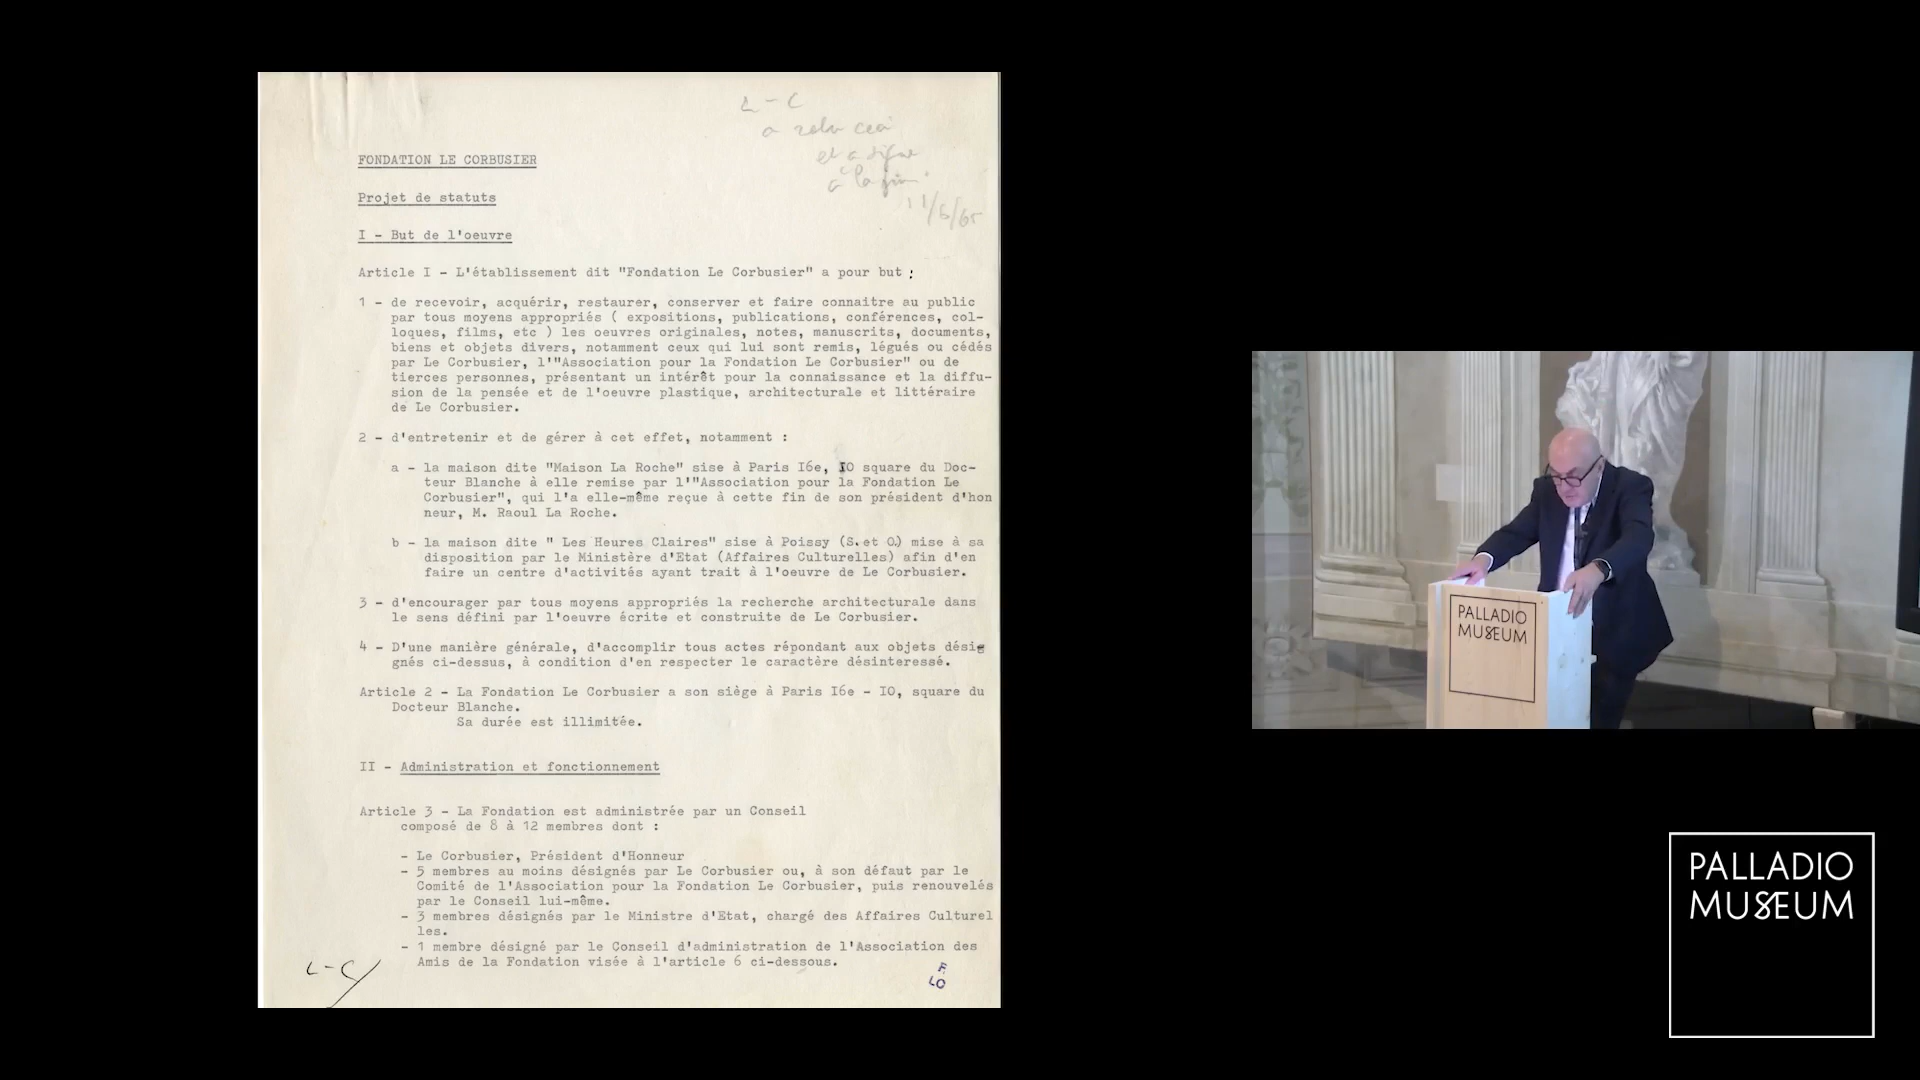 L-C
a relu ceci
et a signé
à la fin.
11/6/65
FONDATION LE CORBUSIER
Projet de statuts
I - But de l'oeuvre
Article I - L'établissement dit "Fondation Le Corbusier" a pour but :
1 - de recevoir, acquérir, restaurer, conserver et faire connaitre au public
par tous moyens appropriés ( expositions, publications, conférences, col-
loques, films, etc ) les oeuvres originales, notes, manuscrits, documents,
biens et objets divers, notamment ceux qui lui sont remis, légués ou cédés
par Le Corbusier, l'"Association pour la Fondation Le Corbusier" ou de
tierces personnes, présentant un intérêt pour la connaissance et la diffu-
sion de la pensée et de l'oeuvre plastique, architecturale et littéraire
de Le Corbusier.
2 - d'entretenir et de gérer à cet effet, notamment :
a - la maison dite "Maison La Roche" sise à Paris I6e, IO square du Doc-
teur Blanche à elle remise par l'"Association pour la Fondation Le
Corbusier", qui l'a elle-même reçue à cette fin de son président d'hon
neur, M. Raoul La Roche.
b - la maison dite " Les Heures Claires" sise à Poissy (S.et O.) mise à sa
disposition par le Ministère d'Etat (Affaires Culturelles) afin d'en
faire un centre d'activités ayant trait à l'oeuvre de Le Corbusier.
3 - d'encourager par tous moyens appropriés la recherche architecturale dans
le sens défini par l'oeuvre écrite et construite de Le Corbusier.
4 - D'une manière générale, d'accomplir tous actes répondant aux objets dési
gnés ci-dessus, à condition d'en respecter le caractère désinteressé.
Article 2 - La Fondation Le Corbusier a son siège à Paris I6e - IO, square du
Docteur Blanche.
Sa durée est illimitée.
II - Administration et fonctionnement
Article 3 - La Fondation est administrée par un Conseil
composé de 8 à 12 membres dont :
- Le Corbusier, Président d'Honneur
- 5 membres au moins désignés par Le Corbusier ou, à son défaut par le
Comité de l'Association pour la Fondation Le Corbusier, puis renouvelés
par le Conseil lui-même.
- 3 membres désignés par le Ministre d'Etat, chargé des Affaires Culturel
les.
- 1 membre désigné par le Conseil d'administration de l'Association des
Amis de la Fondation visée à l'article 6 ci-dessous.
L-C
F.
LC
PALLADIO
MUSEUM
PALLADIO
MUSEUM